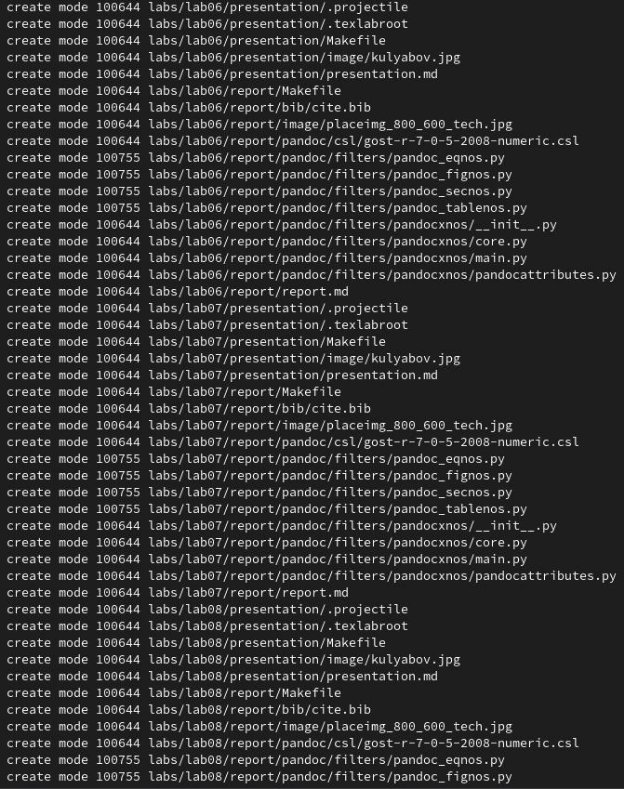 create mode 100644 labs/lab06/presentation/.projectile
create mode 100644 labs/lab06/presentation/.texlabroot
create mode 100644 labs/lab06/presentation/Makefile
create mode 100644 labs/lab06/presentation/image/kulyabov.jpg
create mode 100644 labs/lab06/presentation/presentation.md
create mode 100644 labs/lab06/report/Makefile
create mode 100644 labs/lab06/report/bib/cite.bib
create mode 100644 labs/lab06/report/image/placeimg_800_600_tech.jpg
create mode 100644 labs/lab06/report/pandoc/csl/gost-r-7-0-5-2008-numeric.csl
create mode 100755 labs/lab06/report/pandoc/filters/pandoc_eqnos.py
create mode 100755 labs/lab06/report/pandoc/filters/pandoc_fignos.py
create mode 100755 labs/lab06/report/pandoc/filters/pandoc_secnos.py
create mode 100755 labs/lab06/report/pandoc/filters/pandoc_tablenos.py
create mode 100644 labs/lab06/report/pandoc/filters/pandocxnos/__init__.py
create mode 100644 labs/lab06/report/pandoc/filters/pandocxnos/core.py
create mode 100644 labs/lab06/report/pandoc/filters/pandocxnos/main.py
create mode 100644 labs/lab06/report/pandoc/filters/pandocxnos/pandocattributes.py
create mode 100644 labs/lab06/report/report.md
create mode 100644 labs/lab07/presentation/.projectile
create mode 100644 labs/lab07/presentation/.texlabroot
create mode 100644 labs/lab07/presentation/Makefile
create mode 100644 labs/lab07/presentation/image/kulyabov.jpg
create mode 100644 labs/lab07/presentation/presentation.md
create mode 100644 labs/lab07/report/Makefile
create mode 100644 labs/lab07/report/bib/cite.bib
create mode 100644 labs/lab07/report/image/placeimg_800_600_tech.jpg
create mode 100644 labs/lab07/report/pandoc/csl/gost-r-7-0-5-2008-numeric.csl
create mode 100755 labs/lab07/report/pandoc/filters/pandoc_eqnos.py
create mode 100755 labs/lab07/report/pandoc/filters/pandoc_fignos.py
create mode 100755 labs/lab07/report/pandoc/filters/pandoc_secnos.py
create mode 100755 labs/lab07/report/pandoc/filters/pandoc_tablenos.py
create mode 100644 labs/lab07/report/pandoc/filters/pandocxnos/__init__.py
create mode 100644 labs/lab07/report/pandoc/filters/pandocxnos/core.py
create mode 100644 labs/lab07/report/pandoc/filters/pandocxnos/main.py
create mode 100644 labs/lab07/report/pandoc/filters/pandocxnos/pandocattributes.py
create mode 100644 labs/lab07/report/report.md
create mode 100644 labs/lab08/presentation/.projectile
create mode 100644 labs/lab08/presentation/.texlabroot
create mode 100644 labs/lab08/presentation/Makefile
create mode 100644 labs/lab08/presentation/image/kulyabov.jpg
create mode 100644 labs/lab08/presentation/presentation.md
create mode 100644 labs/lab08/report/Makefile
create mode 100644 labs/lab08/report/bib/cite.bib
create mode 100644 labs/lab08/report/image/placeimg_800_600_tech.jpg
create mode 100644 labs/lab08/report/pandoc/csl/gost-r-7-0-5-2008-numeric.csl
create mode 100755 labs/lab08/report/pandoc/filters/pandoc_eqnos.py
create mode 100755 labs/lab08/report/pandoc/filters/pandoc_fignos.py